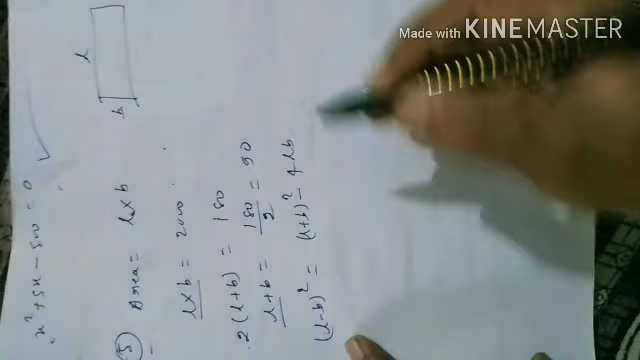 x² + 5x - 500 = 0
5) Area = l x b
l x b = 2000
2(l+b) = 180
l+b = 180/2 = 90
(l-b)² = (l+b)² - 4lb
l
b
Made with KINEMASTER